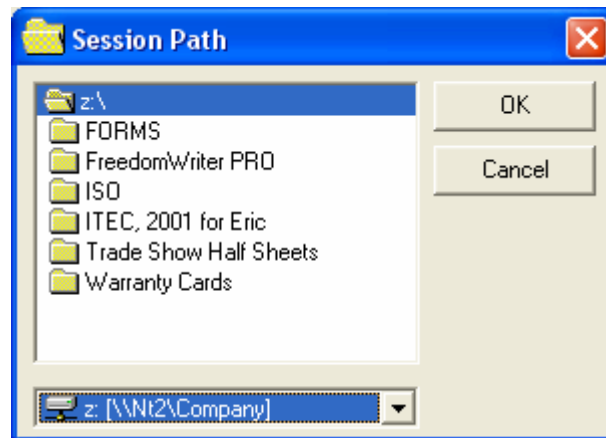 Session Path
z:\
FORMS
FreedomWriter PRO
ISO
ITEC, 2001 for Eric
Trade Show Half Sheets
Warranty Cards
OK
Cancel
z: [\\Nt2\Company]